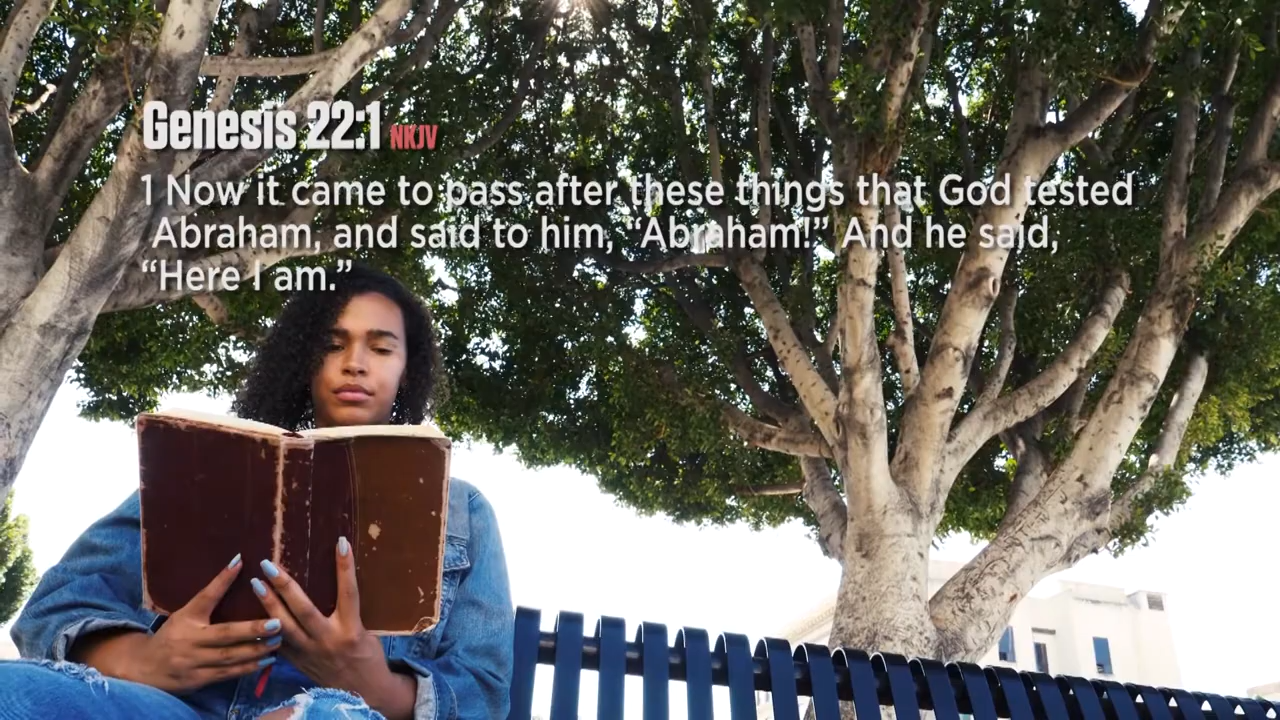 Genesis 22:1 NKJV
1 Now it came to pass after these things that God tested
Abraham, and said to him, “Abraham!” And he said,
“Here I am.”